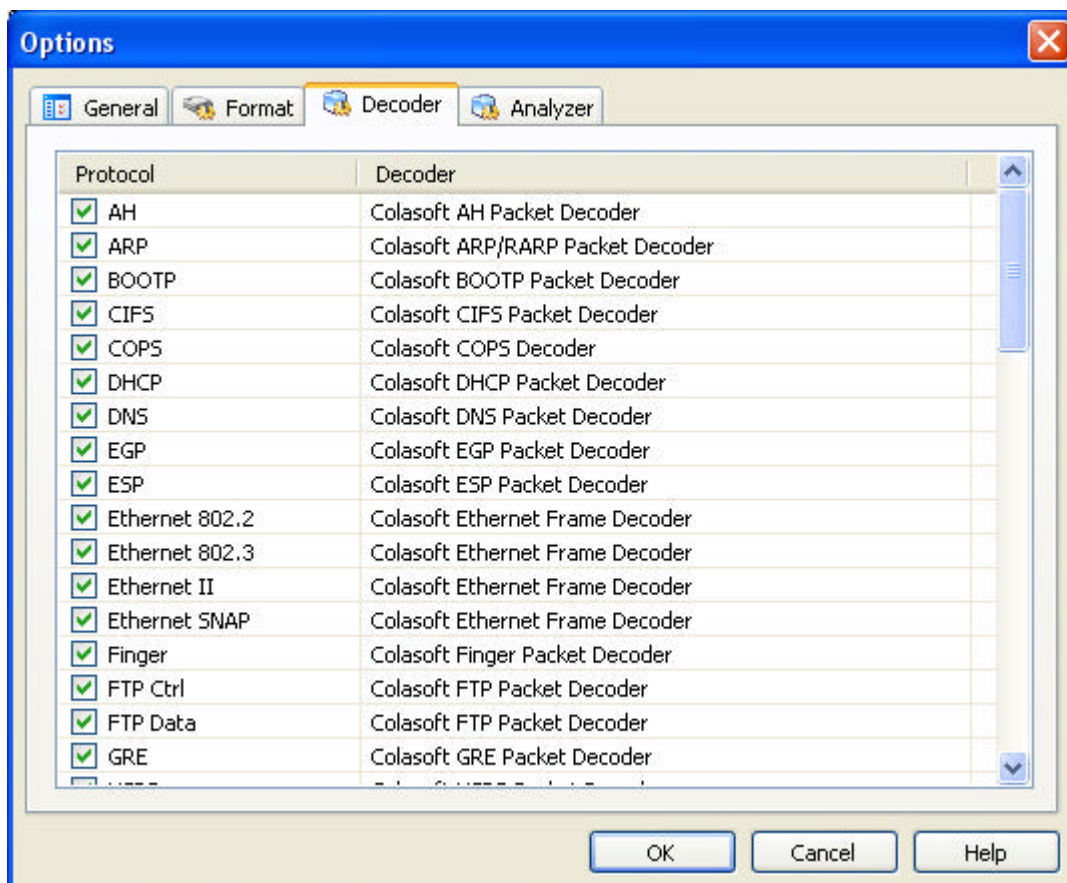 Options
General Format Decoder Analyzer
Protocol Decoder
AH Colasoft AH Packet Decoder
ARP Colasoft ARP/RARP Packet Decoder
BOOTP Colasoft BOOTP Packet Decoder
CIFS Colasoft CIFS Packet Decoder
COPS Colasoft COPS Decoder
DHCP Colasoft DHCP Packet Decoder
DNS Colasoft DNS Packet Decoder
EGP Colasoft EGP Packet Decoder
ESP Colasoft ESP Packet Decoder
Ethernet 802.2 Colasoft Ethernet Frame Decoder
Ethernet 802.3 Colasoft Ethernet Frame Decoder
Ethernet II Colasoft Ethernet Frame Decoder
Ethernet SNAP Colasoft Ethernet Frame Decoder
Finger Colasoft Finger Packet Decoder
FTP Ctrl Colasoft FTP Packet Decoder
FTP Data Colasoft FTP Packet Decoder
GRE Colasoft GRE Packet Decoder
OK Cancel Help